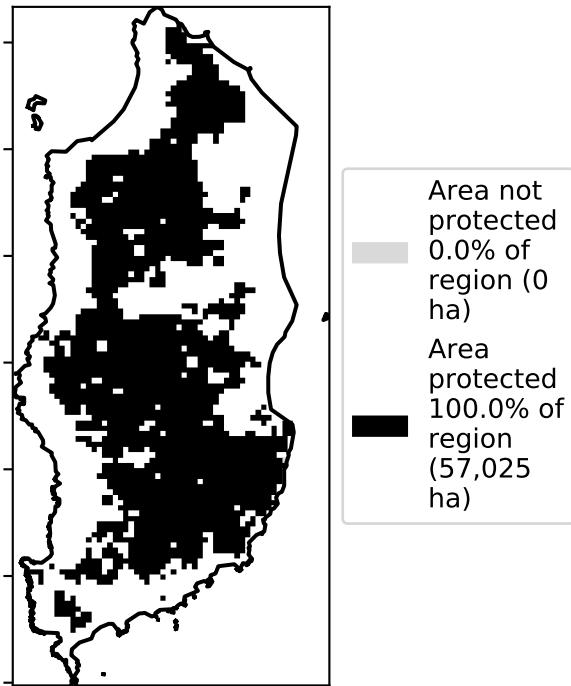 Area not
protected
0.0% of
region (0
ha)
Area
protected
100.0% of
region
(57,025
ha)